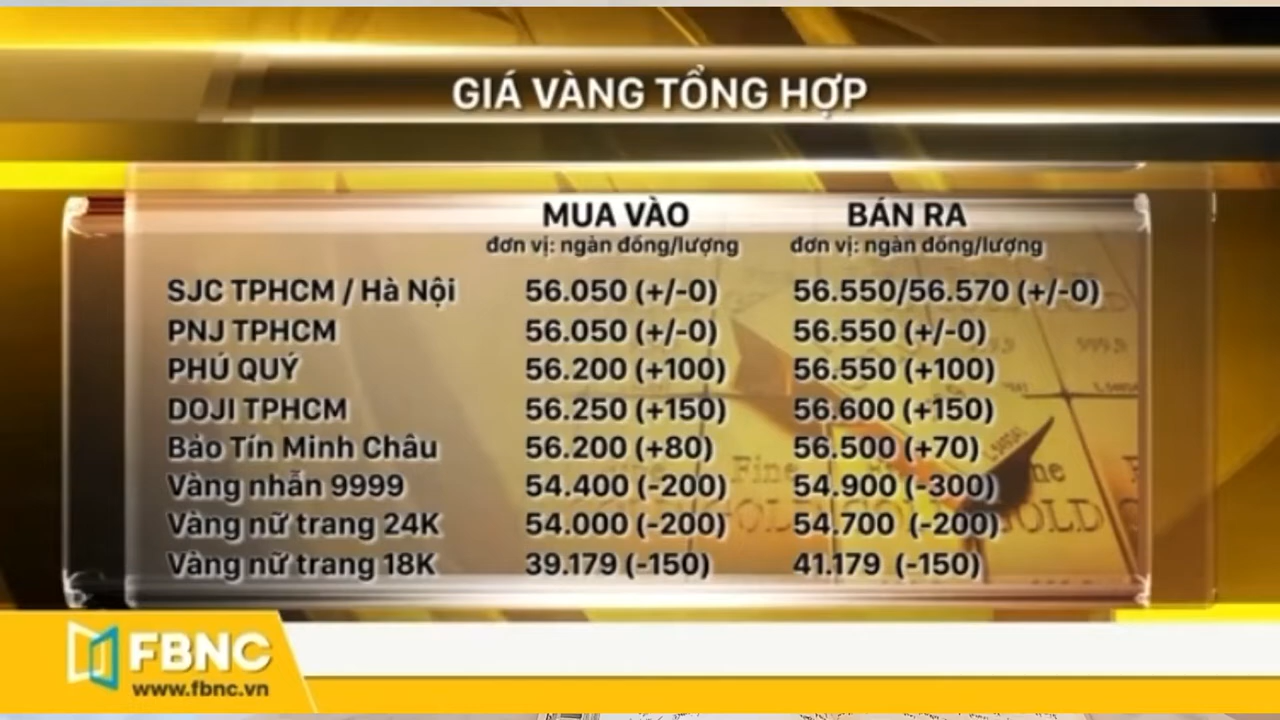 GIÁ VÀNG TỔNG HỢP
MUA VÀO BÁN RA
đơn vị: ngàn đồng/lượng đơn vị: ngàn đồng/lượng
SJC TPHCM / Hà Nội 56.050 (+/-0) 56.550/56.570 (+/-0)
PNJ TPHCM 56.050 (+/-0) 56.550 (+/-0)
PHÚ QUÝ 56.200 (+100) 56.550 (+100)
DOJI TPHCM 56.250 (+150) 56.600 (+150)
Bảo Tín Minh Châu 56.200 (+80) 56.500 (+70)
Vàng nhẫn 9999 54.400 (-200) 54.900 (-300)
Vàng nữ trang 24K 54.000 (-200) 54.700 (-200)
Vàng nữ trang 18K 39.179 (-150) 41.179 (-150)
FBNC
www.fbnc.vn